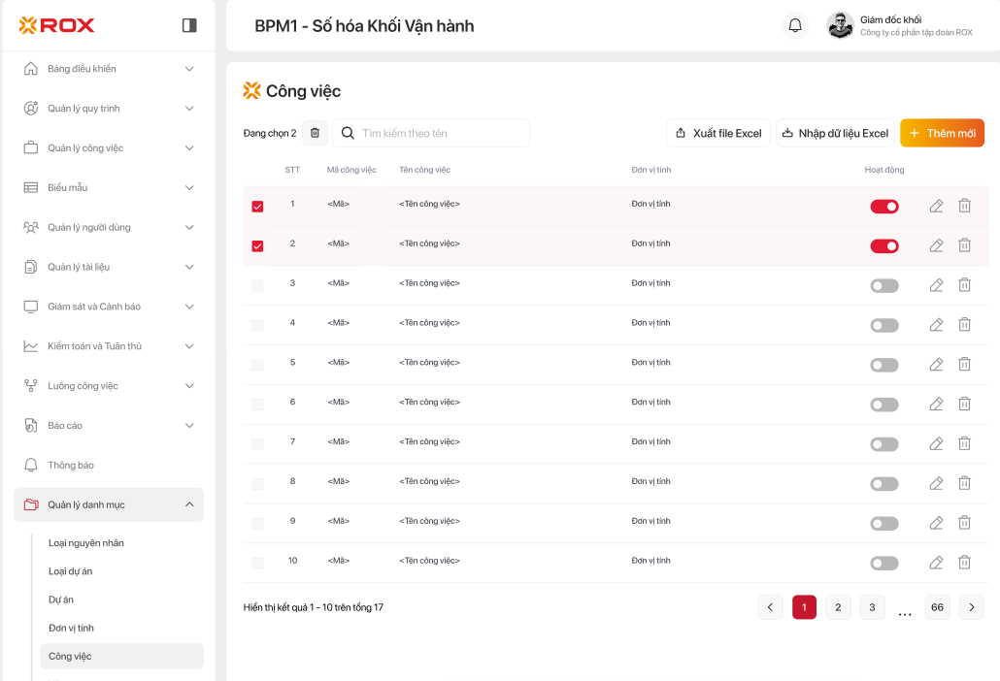 ROX
BPM1 - Số hóa Khối Vận hành
Giám đốc khối
Công ty cổ phần tập đoàn ROX
Bảng điều khiển
Quản lý quy trình
Quản lý công việc
Biểu mẫu
Quản lý người dùng
Quản lý tài liệu
Giám sát và Cảnh báo
Kiểm toán và Tuân thủ
Luồng công việc
Báo cáo
Thông báo
Quản lý danh mục
Loại nguyên nhân
Loại dự án
Dự án
Đơn vị tính
Công việc
Công việc
Đang chọn 2
Tìm kiếm theo tên
Xuất file Excel
Nhập dữ liệu Excel
+ Thêm mới
STT Mã công việc Tên công việc Đơn vị tính Hoạt động
1 <Mã> <Tên công việc> Đơn vị tính
2 <Mã> <Tên công việc> Đơn vị tính
3 <Mã> <Tên công việc> Đơn vị tính
4 <Mã> <Tên công việc> Đơn vị tính
5 <Mã> <Tên công việc> Đơn vị tính
6 <Mã> <Tên công việc> Đơn vị tính
7 <Mã> <Tên công việc> Đơn vị tính
8 <Mã> <Tên công việc> Đơn vị tính
9 <Mã> <Tên công việc> Đơn vị tính
10 <Mã> <Tên công việc> Đơn vị tính
Hiển thị kết quả 1 - 10 trên tổng 17
1 2 3 ... 66